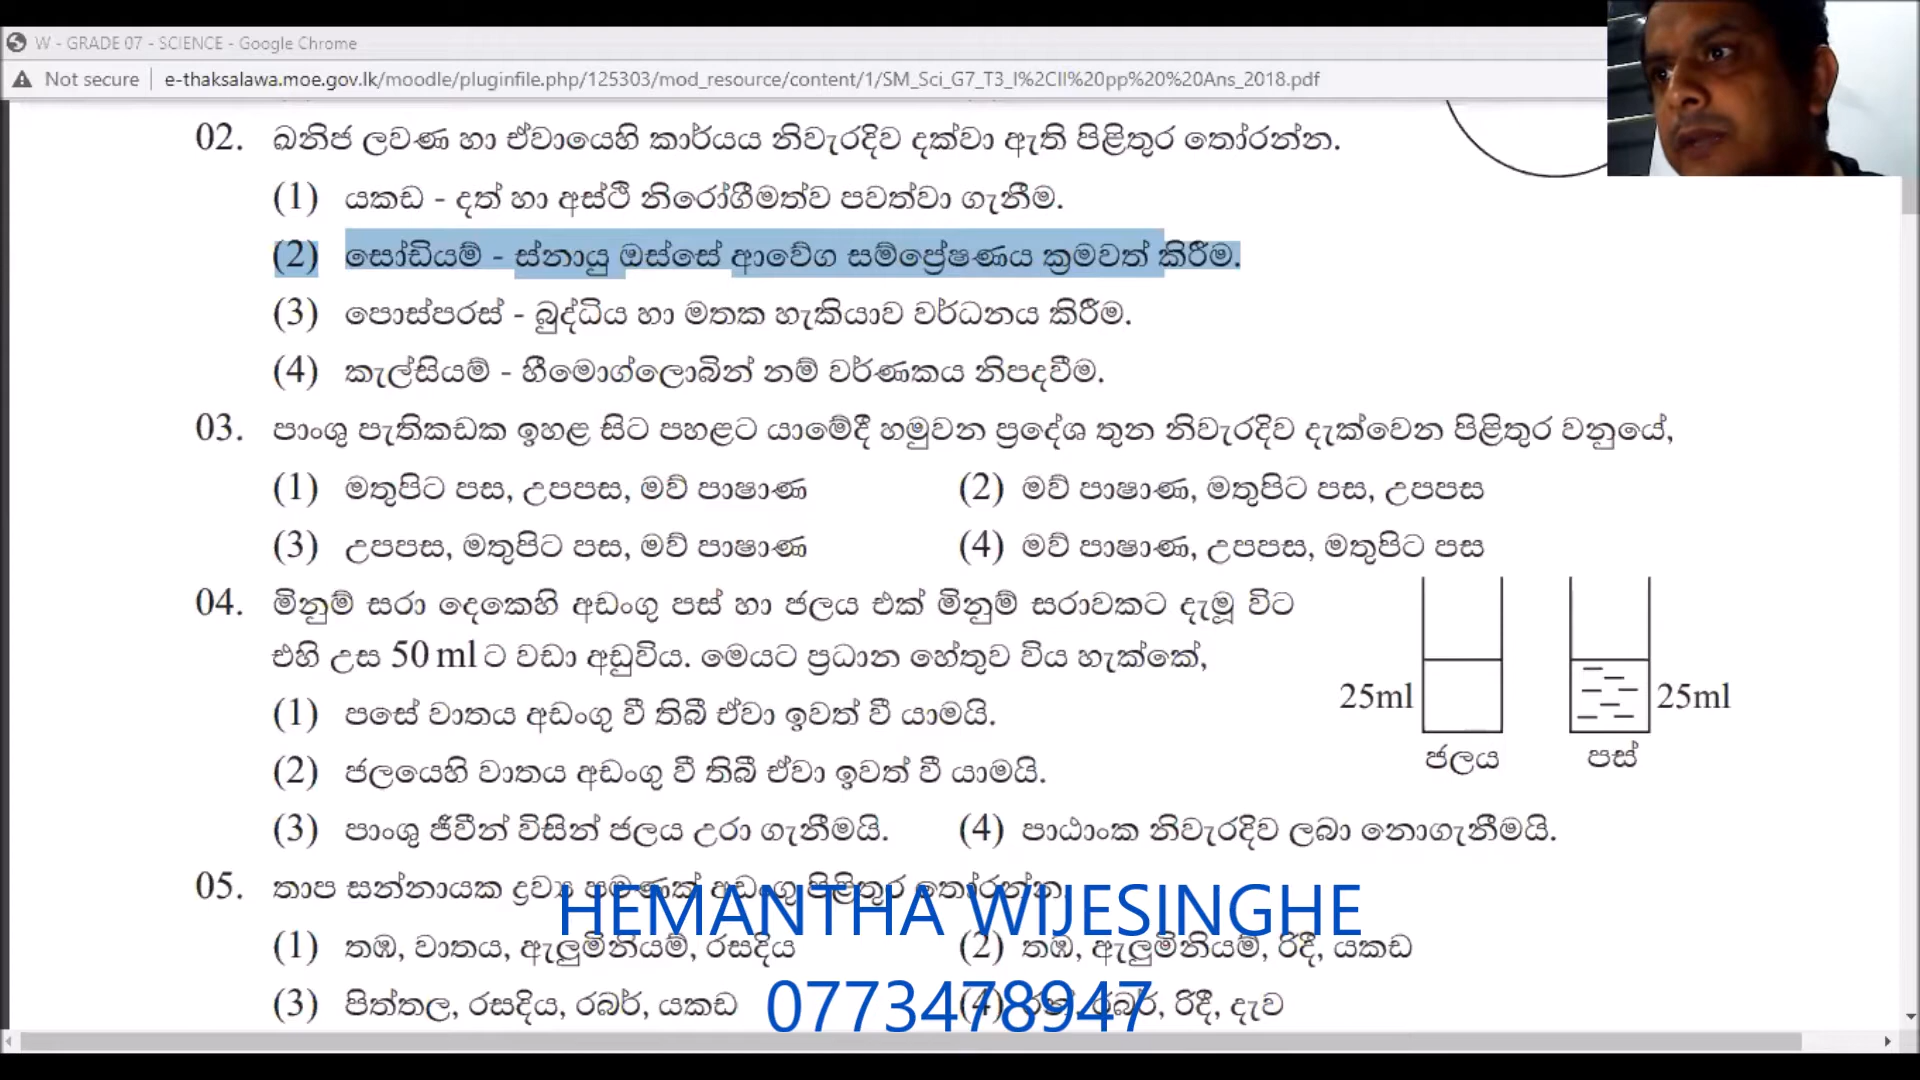 W - GRADE 07 - SCIENCE - Google Chrome
Not secure e-thaksalawa.moe.gov.lk/moodle/pluginfile.php/125303/mod_resource/content/1/SM_Sci_G7_T3_I%2CII%20pp%20%20Ans_2018.pdf
02. ඛනිජ ලවණ හා ඒවායෙහි කාර්යය නිවැරදිව දක්වා ඇති පිළිතුර තෝරන්න.
(1) යකඩ - දත් හා අස්ථි නිරෝගීමත්ව පවත්වා ගැනීම.
(2) සෝඩියම් - ස්නායු ඔස්සේ ආවේග සම්ප්‍රේෂණය ක්‍රමවත් කිරීම.
(3) පොස්පරස් - බුද්ධිය හා මතක හැකියාව වර්ධනය කිරීම.
(4) කැල්සියම් - හීමොග්ලොබින් නම් වර්ණකය නිපදවීම.
03. පාංශු පැතිකඩක ඉහළ සිට පහළට යාමේදී හමුවන ප්‍රදේශ තුන නිවැරදිව දැක්වෙන පිළිතුර වනුයේ,
(1) මතුපිට පස, උපපස, මව් පාෂාණ (2) මව් පාෂාණ, මතුපිට පස, උපපස
(3) උපපස, මතුපිට පස, මව් පාෂාණ (4) මව් පාෂාණ, උපපස, මතුපිට පස
04. මිනුම් සරා දෙකෙහි අඩංගු පස් හා ජලය එක් මිනුම් සරාවකට දැමූ විට
එහි උස 50 ml ට වඩා අඩුවිය. මෙයට ප්‍රධාන හේතුව විය හැක්කේ,
(1) පසේ වාතය අඩංගු වී තිබී ඒවා ඉවත් වී යාමයි.
25ml 25ml
ජලය පස්
(2) ජලයෙහි වාතය අඩංගු වී තිබී ඒවා ඉවත් වී යාමයි.
(3) පාංශු ජීවීන් විසින් ජලය උරා ගැනීමයි. (4) පාඨාංක නිවැරදිව ලබා නොගැනීමයි.
05. තාප සන්නායක ද්‍රව්‍ය පමණක් අඩංගු පිළිතුර තෝරන්න.
HEMANTHA WIJESINGHE
(1) තඹ, වාතය, ඇලුමිනියම්, රසදිය (2) තඹ, ඇලුමිනියම්, රිදී, යකඩ
(3) පිත්තල, රසදිය, රබර්, යකඩ (4) රබර්, රිදී, දැව
0773478947